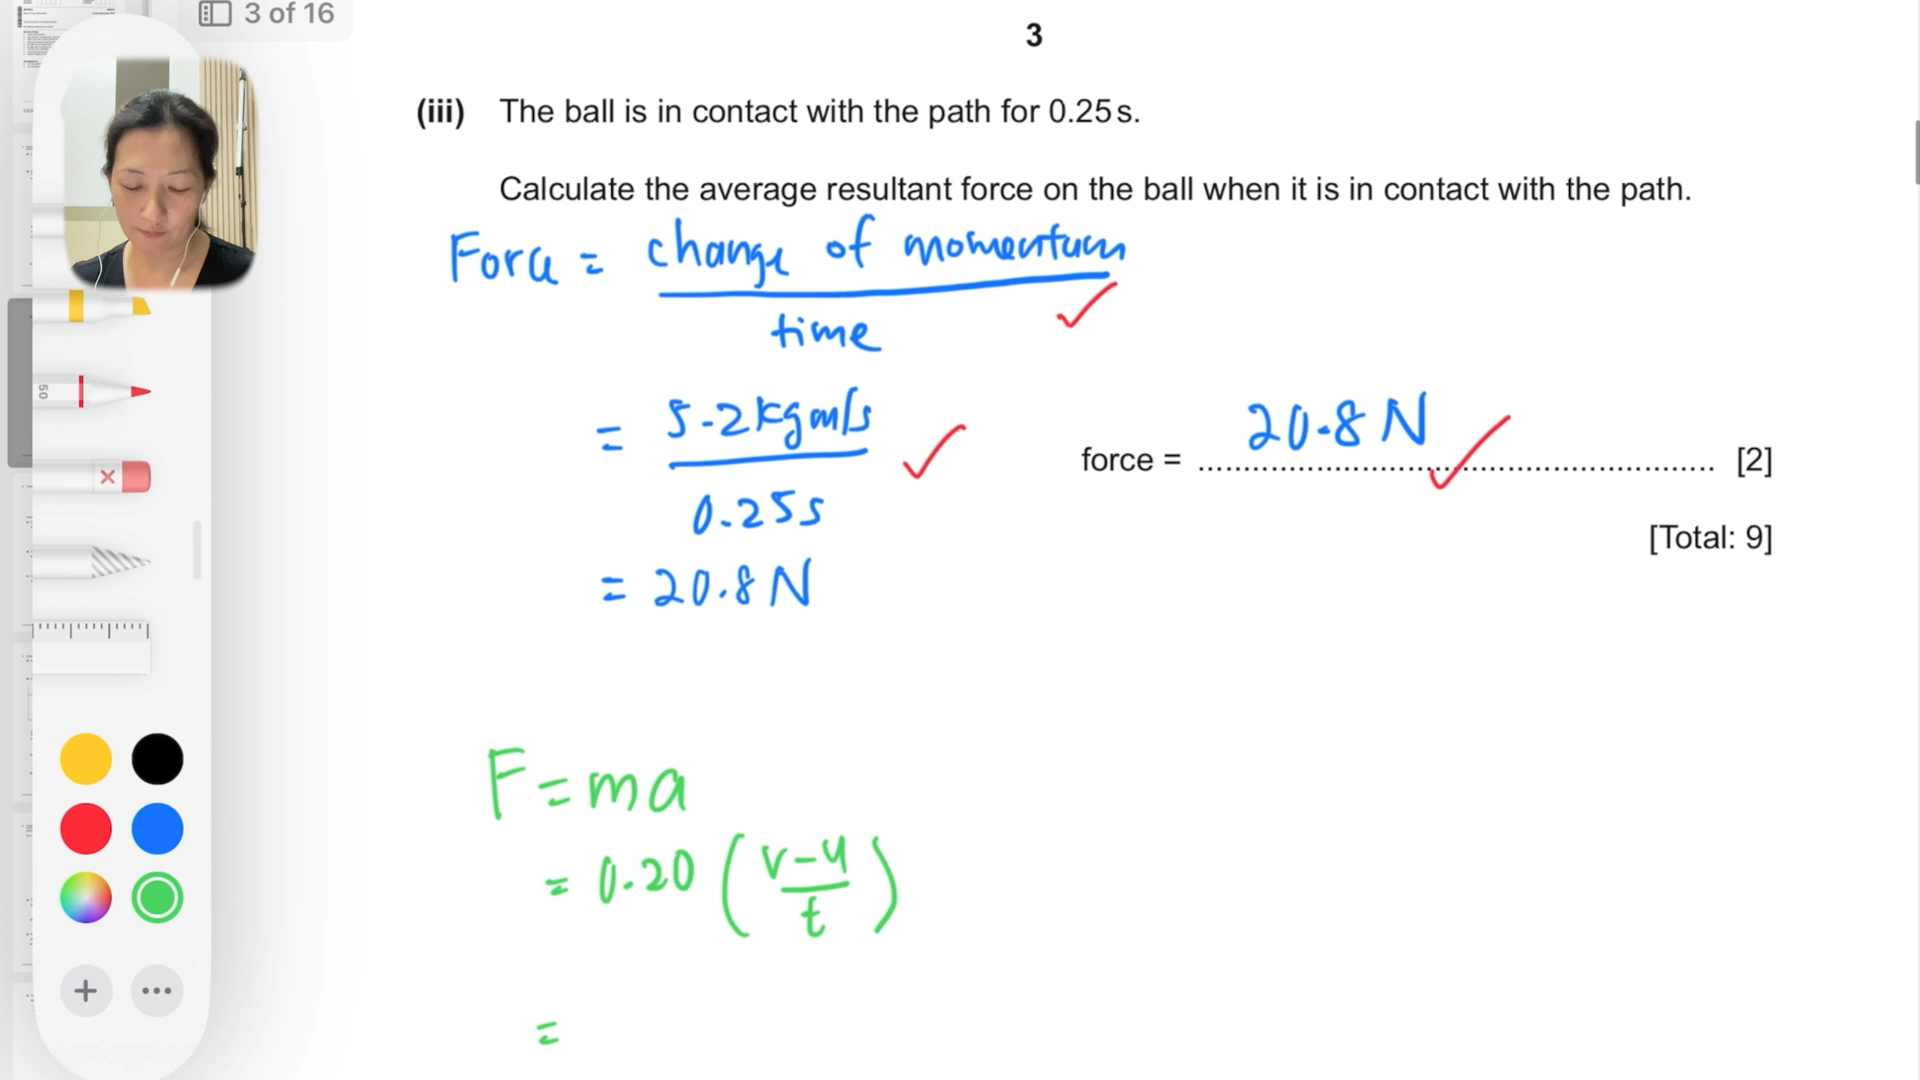 3 of 16
3
(iii) The ball is in contact with the path for 0.25 s.
Calculate the average resultant force on the ball when it is in contact with the path.
Force = change of momentum
time
= 5.2 kg m/s
0.25 s
= 20.8 N
20.8 N
force = ........................................................ [2]
[Total: 9]
50
F = ma
= 0.20 (v-u
t)
=